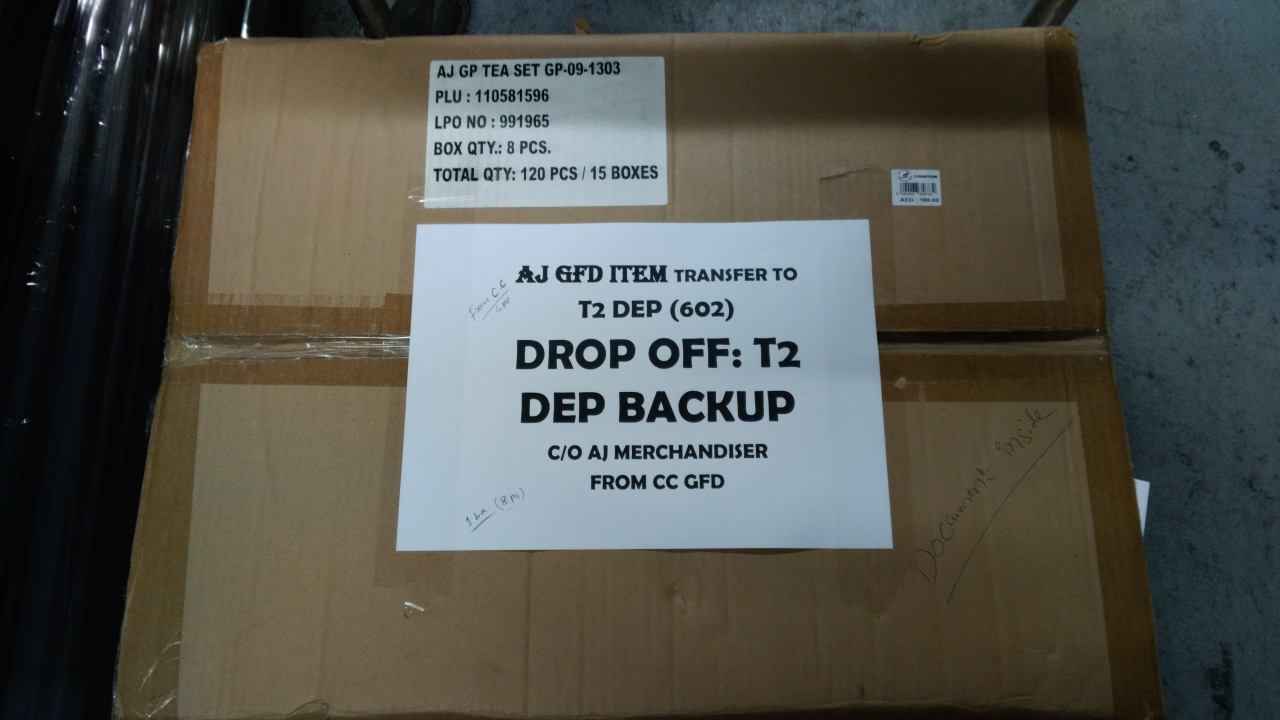 AJ GP TEA SET GP-09-1303
PLU : 110581596
LPO NO : 991965
BOX QTY.: 8 PCS.
TOTAL QTY: 120 PCS / 15 BOXES
From CC
GFD
AJ GFD ITEM TRANSFER TO
T2 DEP (602)
DROP OFF: T2
DEP BACKUP
C/O AJ MERCHANDISER
FROM CC GFD
(8 pcs)
Document inside